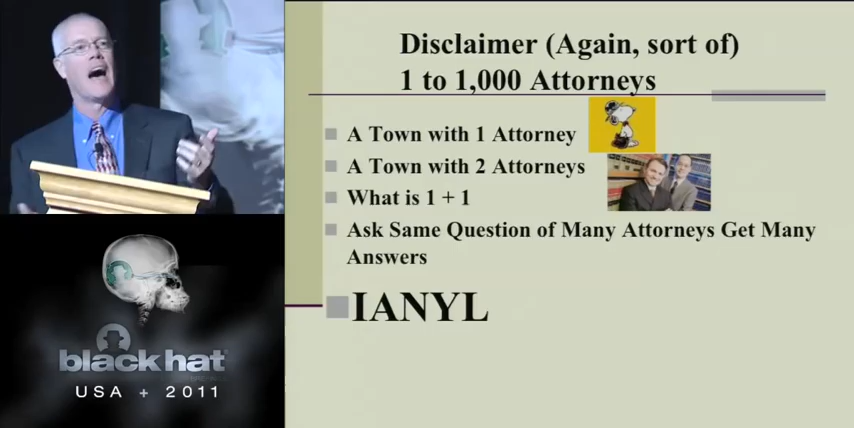 Disclaimer (Again, sort of)
1 to 1,000 Attorneys
A Town with 1 Attorney
A Town with 2 Attorneys
What is 1 + 1
Ask Same Question of Many Attorneys Get Many
Answers
IANYL
black hat
USA + 2011